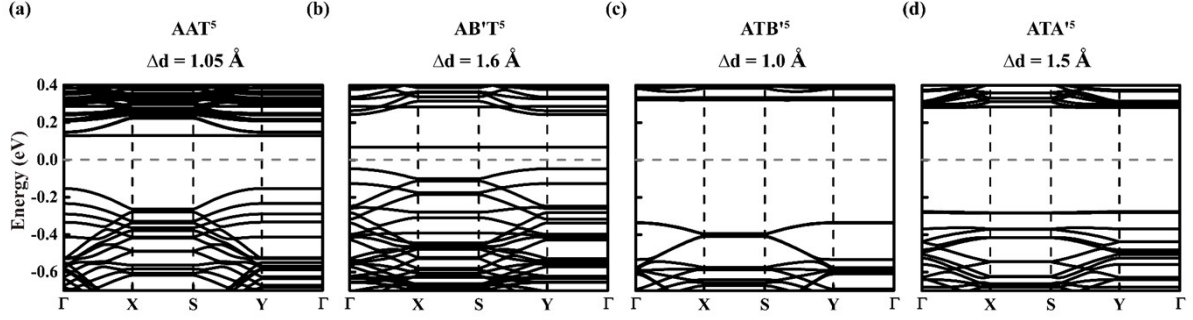 (a) (b) (c) (d)
AAT⁵ AB'T⁵ ATB'⁵ ATA'⁵
Δd = 1.05 Å Δd = 1.6 Å Δd = 1.0 Å Δd = 1.5 Å
Energy (eV)
0.4
0.2
0.0
-0.2
-0.4
-0.6
Γ X S Y Γ Γ X S Y Γ Γ X S Y Γ Γ X S Y Γ